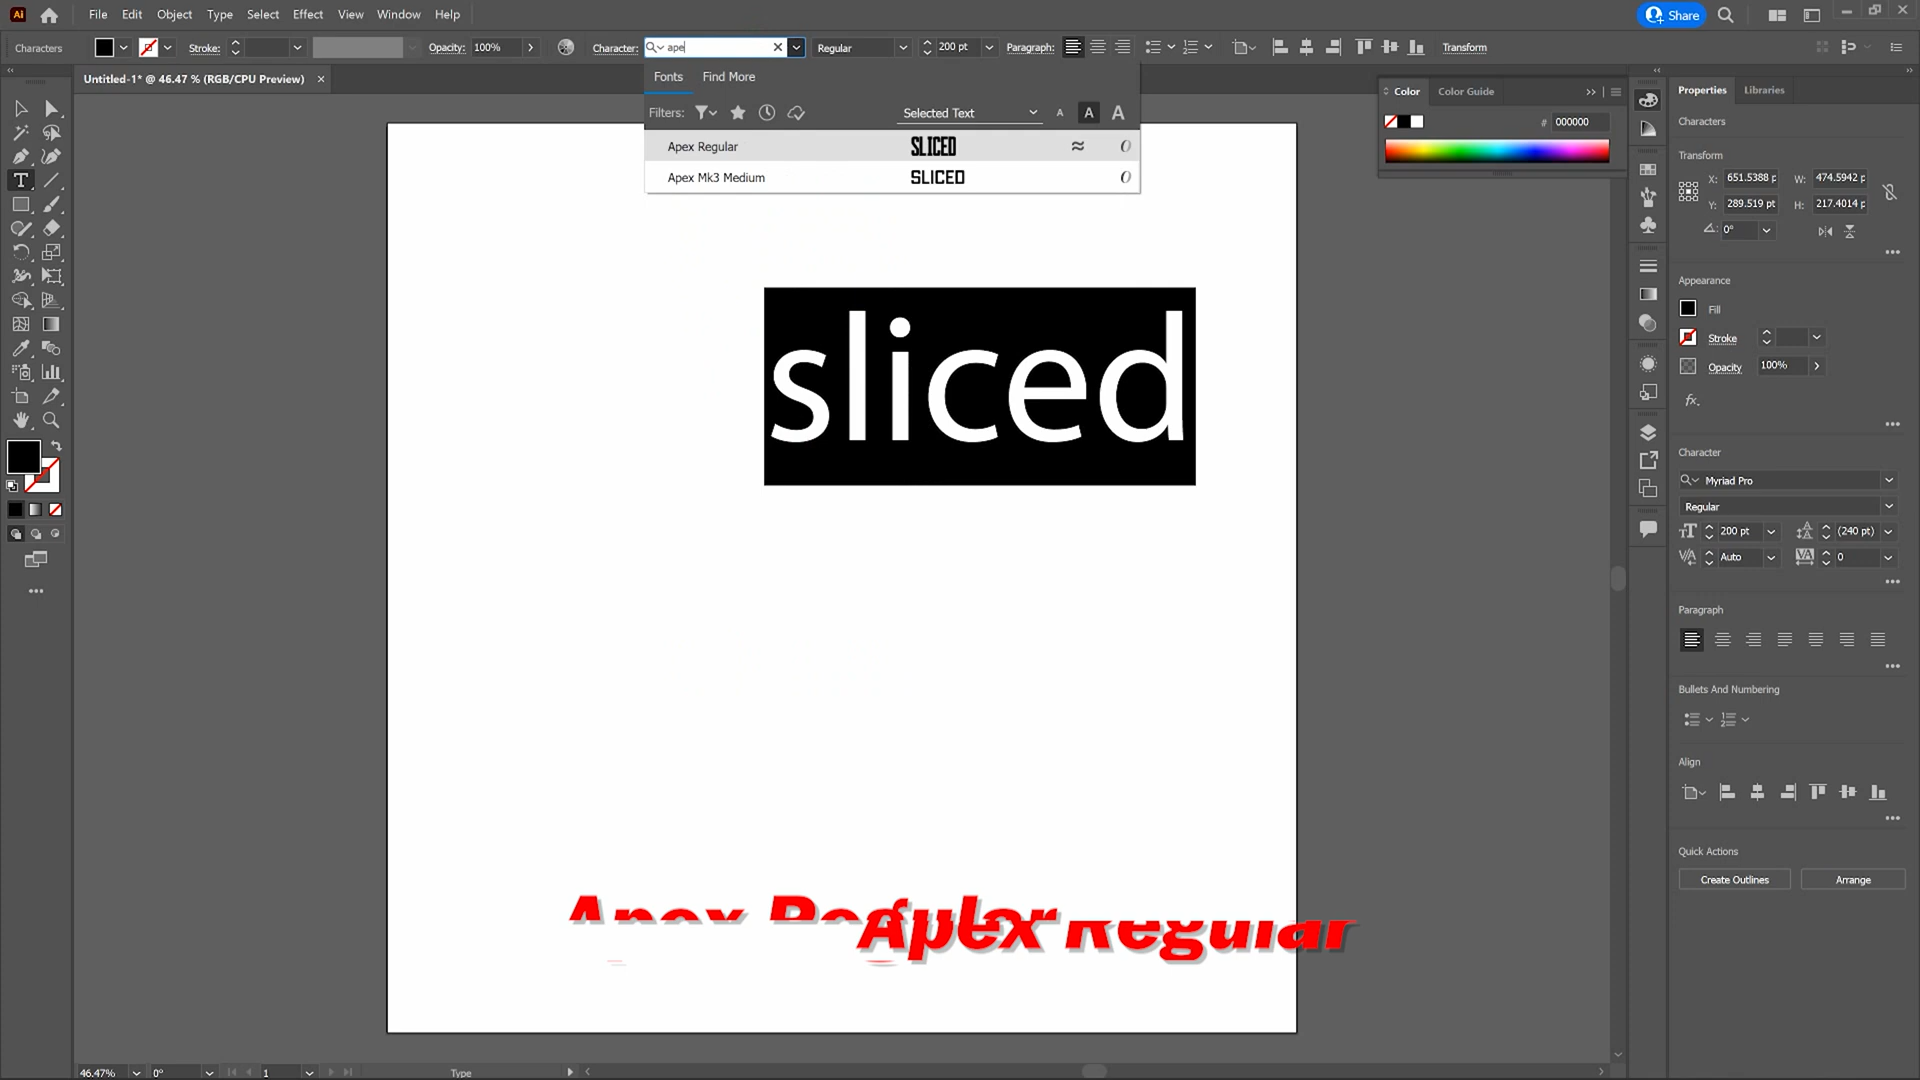 Ai File Edit Object Type Select Effect View Window Help Share
Characters Stroke: Opacity: 100% Character: ape Regular 200 pt Paragraph: Transform
Untitled-1* @ 46.47 % (RGB/CPU Preview)
Fonts Find More
Filters: Selected Text A A A
Apex Regular SLICED
Apex Mk3 Medium SLICED
sliced
Apex Regular
Apex Regular
Color Color Guide
# 000000
Properties Libraries
Characters
Transform
X: 651.5388 p W: 474.5942 p
Y: 289.519 pt H: 217.4014 p
0°
Appearance
Fill
Stroke
Opacity 100%
fx.
Character
Myriad Pro
Regular
200 pt (240 pt)
Auto 0
Paragraph
Bullets And Numbering
Align
Quick Actions
Create Outlines Arrange
46.47% 0° 1 Type